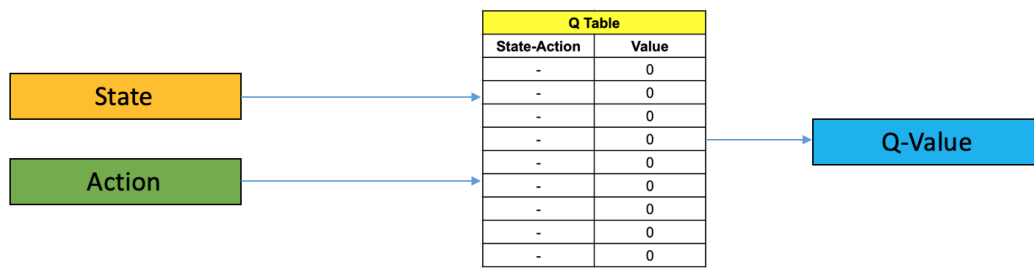 Q Table
State-Action Value
- 0
- 0
- 0
- 0
- 0
- 0
- 0
- 0
- 0
State
Action
Q-Value